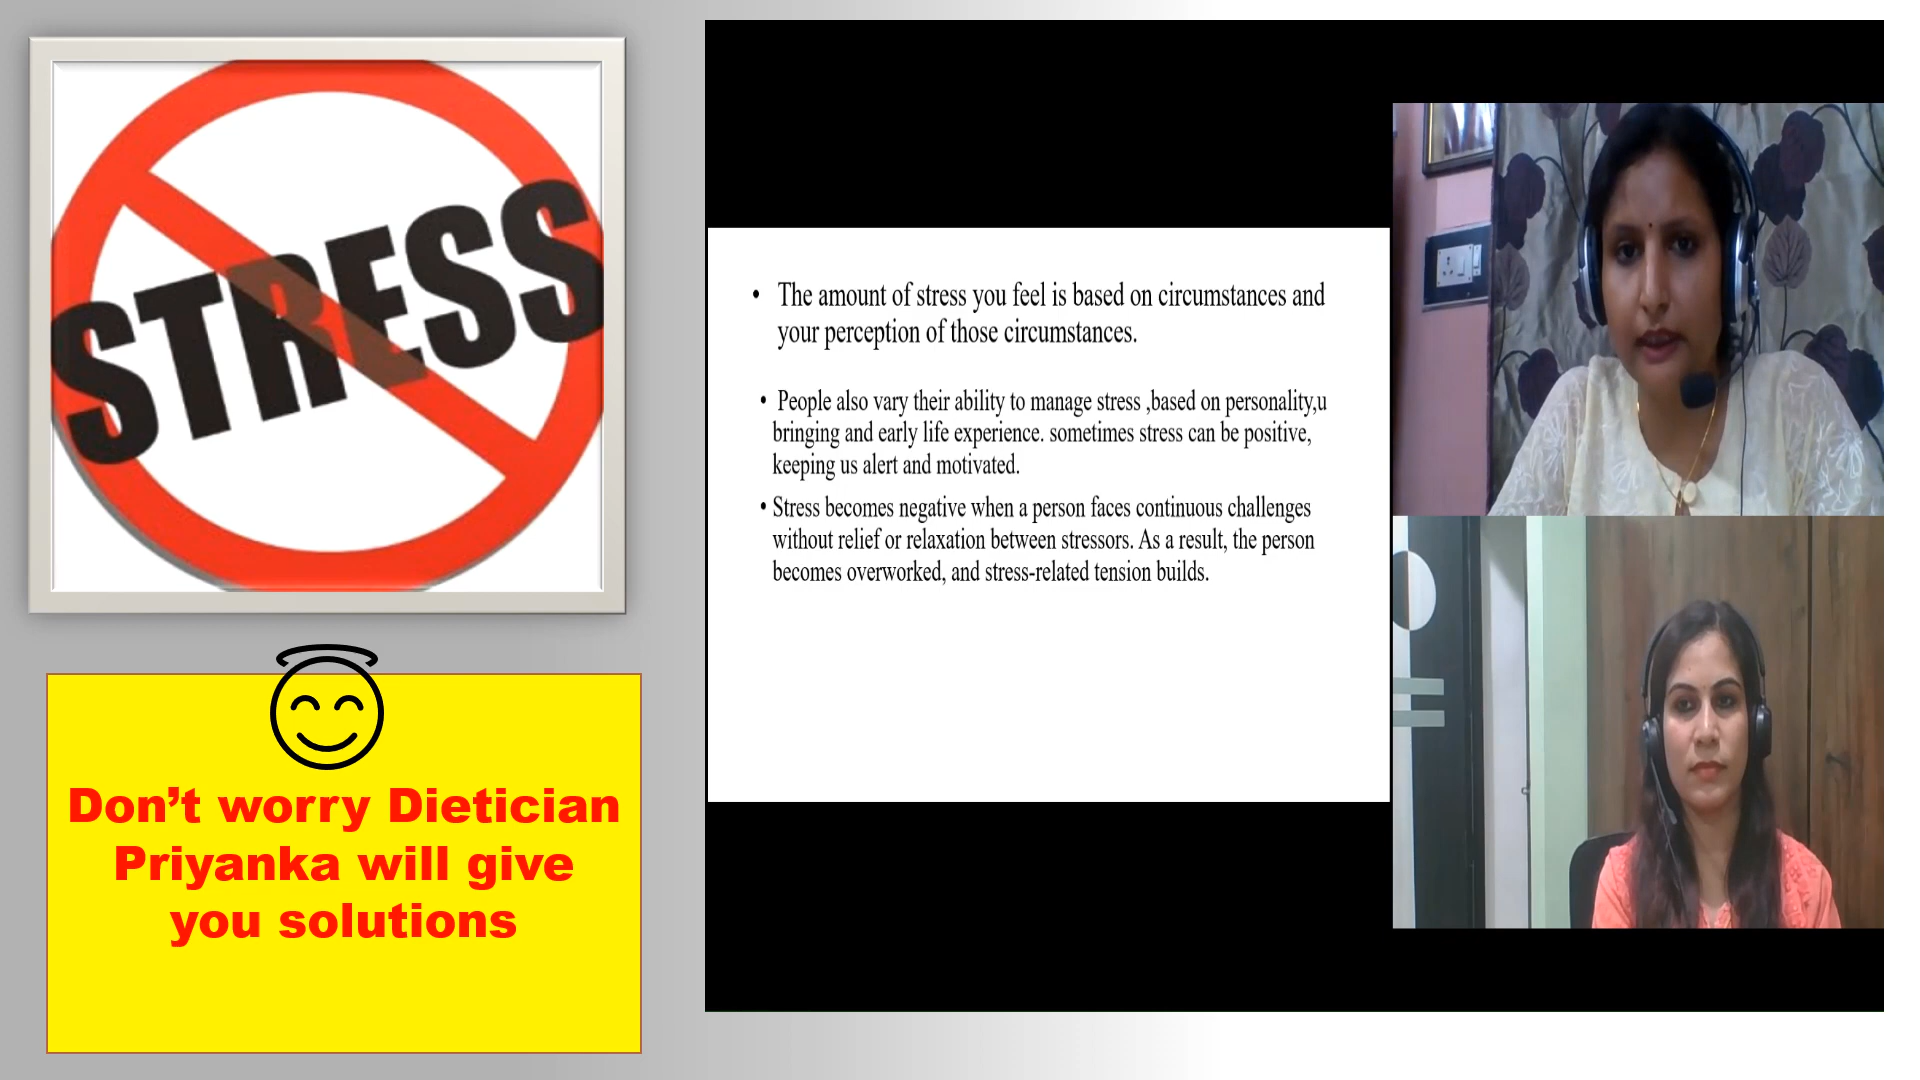 STRESS
Don’t worry Dietician
Priyanka will give
you solutions
• The amount of stress you feel is based on circumstances and
your perception of those circumstances.
• People also vary their ability to manage stress ,based on personality,u
bringing and early life experience. sometimes stress can be positive,
keeping us alert and motivated.
• Stress becomes negative when a person faces continuous challenges
without relief or relaxation between stressors. As a result, the person
becomes overworked, and stress-related tension builds.